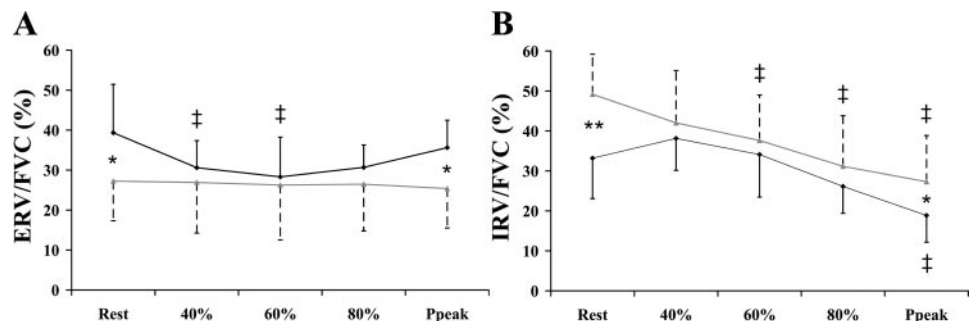 A
ERV/FVC (%)
60
50
40
30
20
10
0
‡ ‡
* *
Rest 40% 60% 80% Ppeak
B
IRV/FVC (%)
60
50
40
30
20
10
0
‡ ‡ ‡
** *
‡
Rest 40% 60% 80% Ppeak